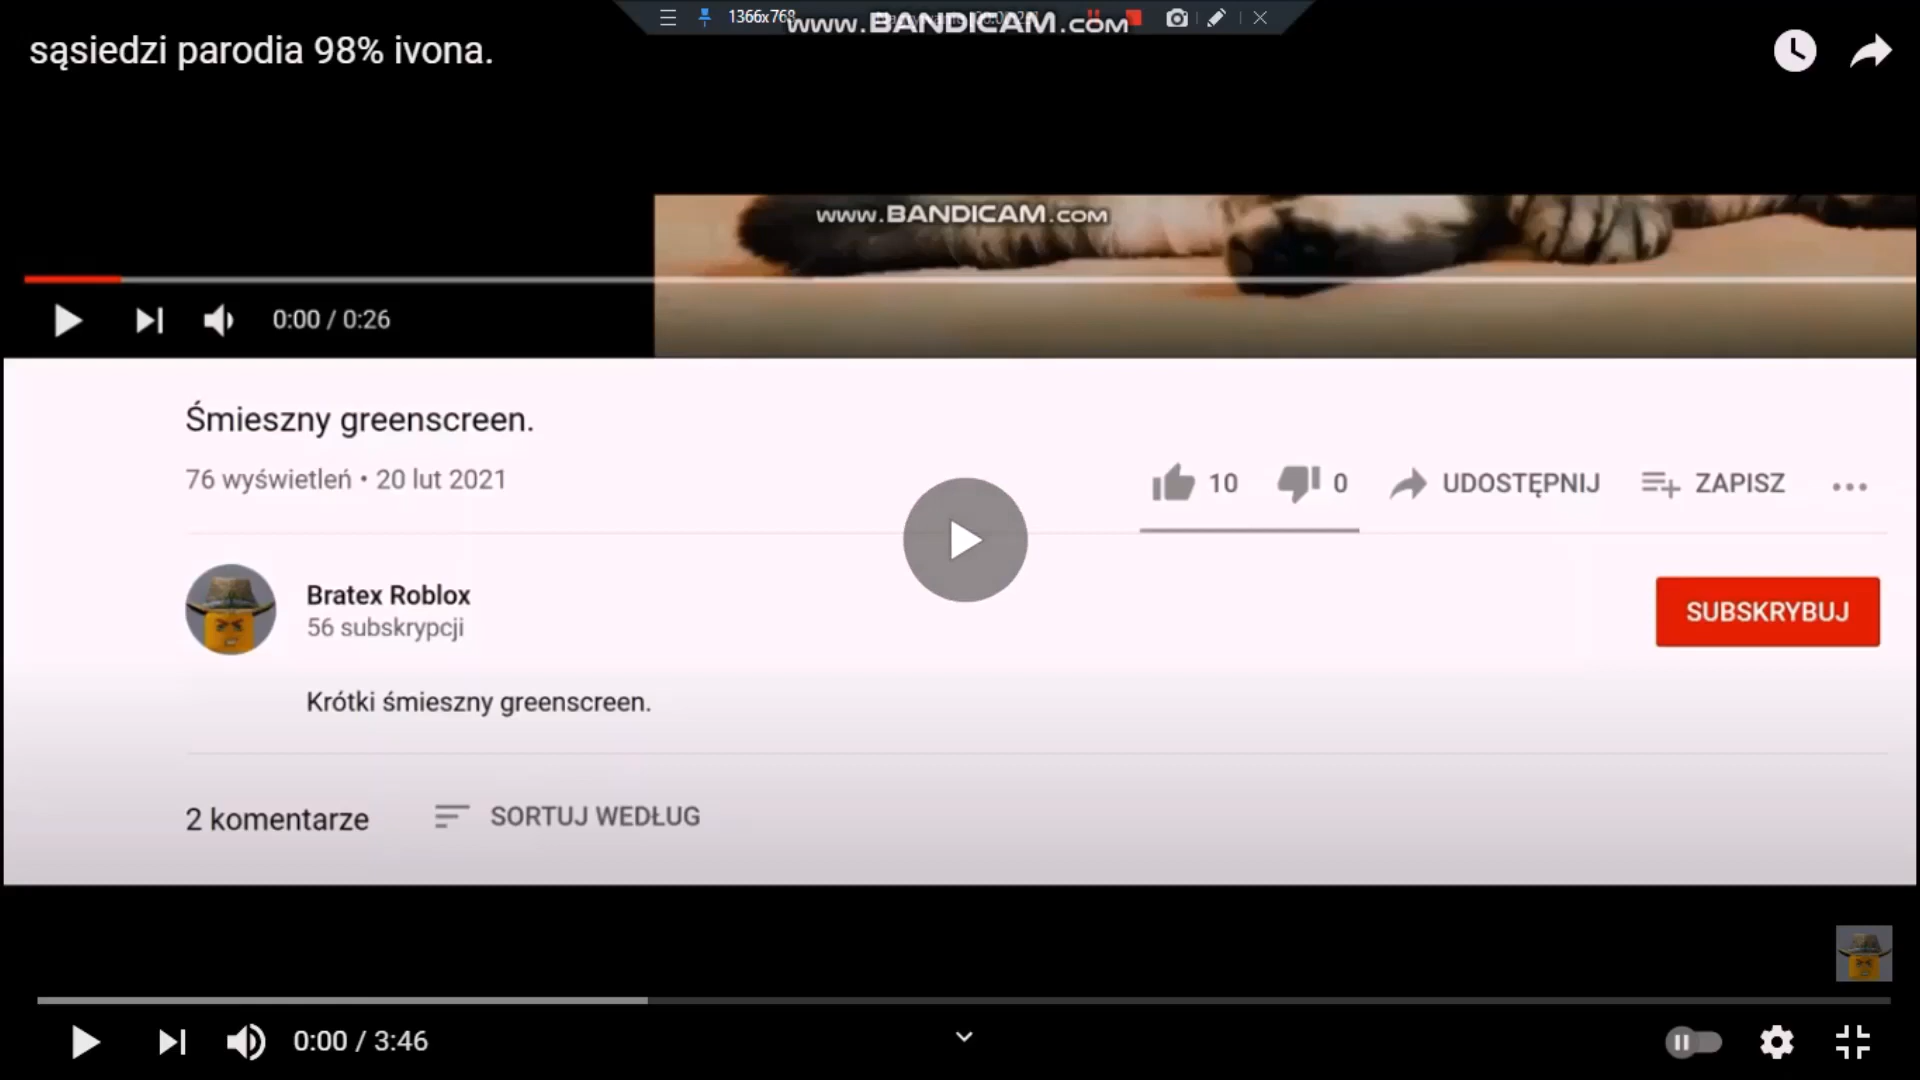 1366x768
www.BANDICAM.com
sąsiedzi parodia 98% ivona.
www.BANDICAM.com
0:00 / 0:26
Śmieszny greenscreen.
76 wyświetleń • 20 lut 2021
10
0
UDOSTĘPNIJ
ZAPISZ
Bratex Roblox
56 subskrypcji
SUBSKRYBUJ
Krótki śmieszny greenscreen.
2 komentarze
SORTUJ WEDŁUG
0:00 / 3:46